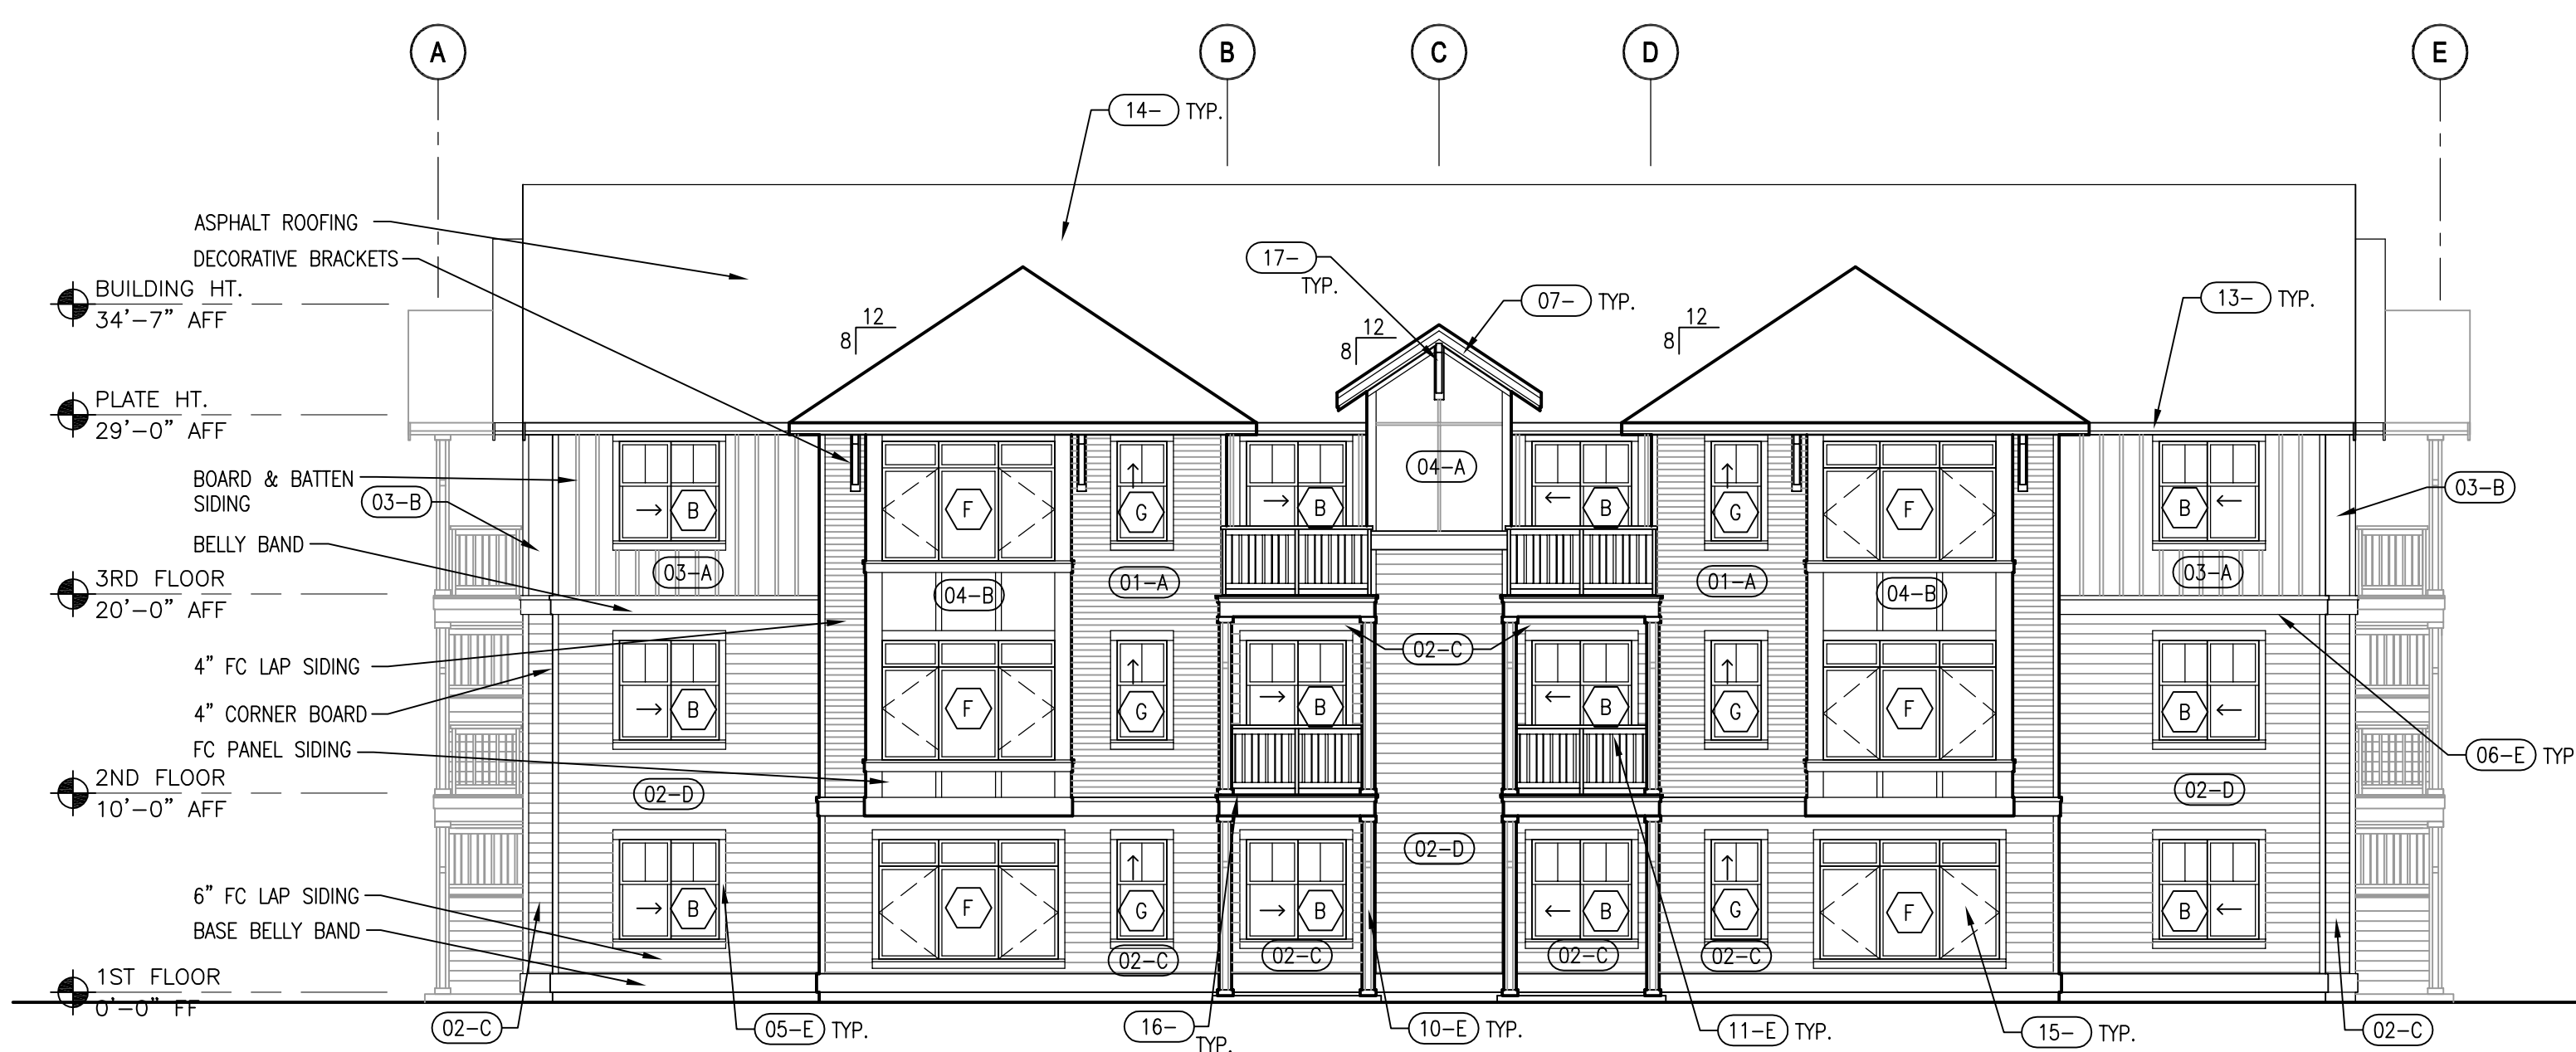 A B C D E
14- TYP.
ASPHALT ROOFING
DECORATIVE BRACKETS
17-
TYP.
07- TYP.
13- TYP.
BUILDING HT.
34'-7" AFF
12
8
12
8
12
8
PLATE HT.
29'-0" AFF
BOARD & BATTEN
SIDING
03-B
04-A
03-B
B F G B B G F B
BELLY BAND
03-A 01-A 01-A 03-A
3RD FLOOR
20'-0" AFF
04-B 04-B
02-C
4" FC LAP SIDING
4" CORNER BOARD
B F G B B G F B
FC PANEL SIDING
06-E TYP
2ND FLOOR
10'-0" AFF
02-D 02-D
02-D
6" FC LAP SIDING
B F G B B G F B
BASE BELLY BAND
02-C 02-C 02-C 02-C
1ST FLOOR
0'-0" FF
02-C 05-E TYP. 16-
TYP.
10-E TYP. 11-E TYP. 15- TYP. 02-C